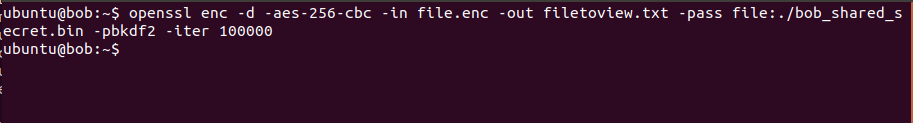 ubuntu@bob:~$ openssl enc -d -aes-256-cbc -in file.enc -out filetoview.txt -pass file:./bob_shared_s
ecret.bin -pbkdf2 -iter 100000
ubuntu@bob:~$